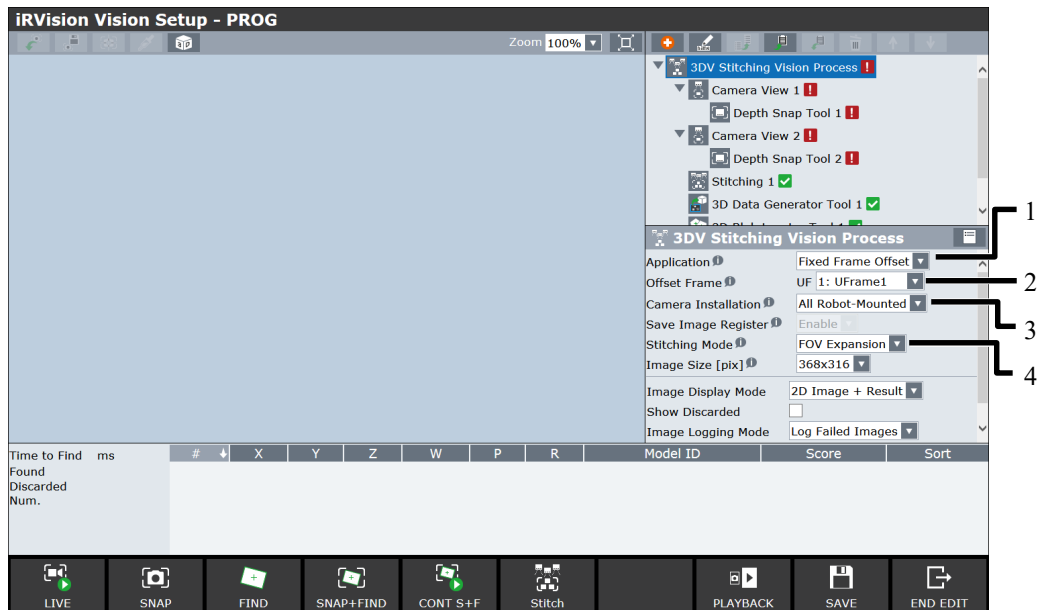 iRVision Vision Setup - PROG
Zoom 100%
3DV Stitching Vision Process
Camera View 1
Depth Snap Tool 1
Camera View 2
Depth Snap Tool 2
Stitching 1
3D Data Generator Tool 1
3DV Stitching Vision Process
Application Fixed Frame Offset
Offset Frame UF 1: UFrame1
Camera Installation All Robot-Mounted
Save Image Register Enable
Stitching Mode FOV Expansion
Image Size [pix] 368x316
Image Display Mode 2D Image + Result
Show Discarded
Image Logging Mode Log Failed Images
1
2
3
4
Time to Find ms # X Y Z W P R Model ID Score Sort
Found
Discarded
Num.
LIVE SNAP FIND SNAP+FIND CONT S+F Stitch PLAYBACK SAVE END EDIT